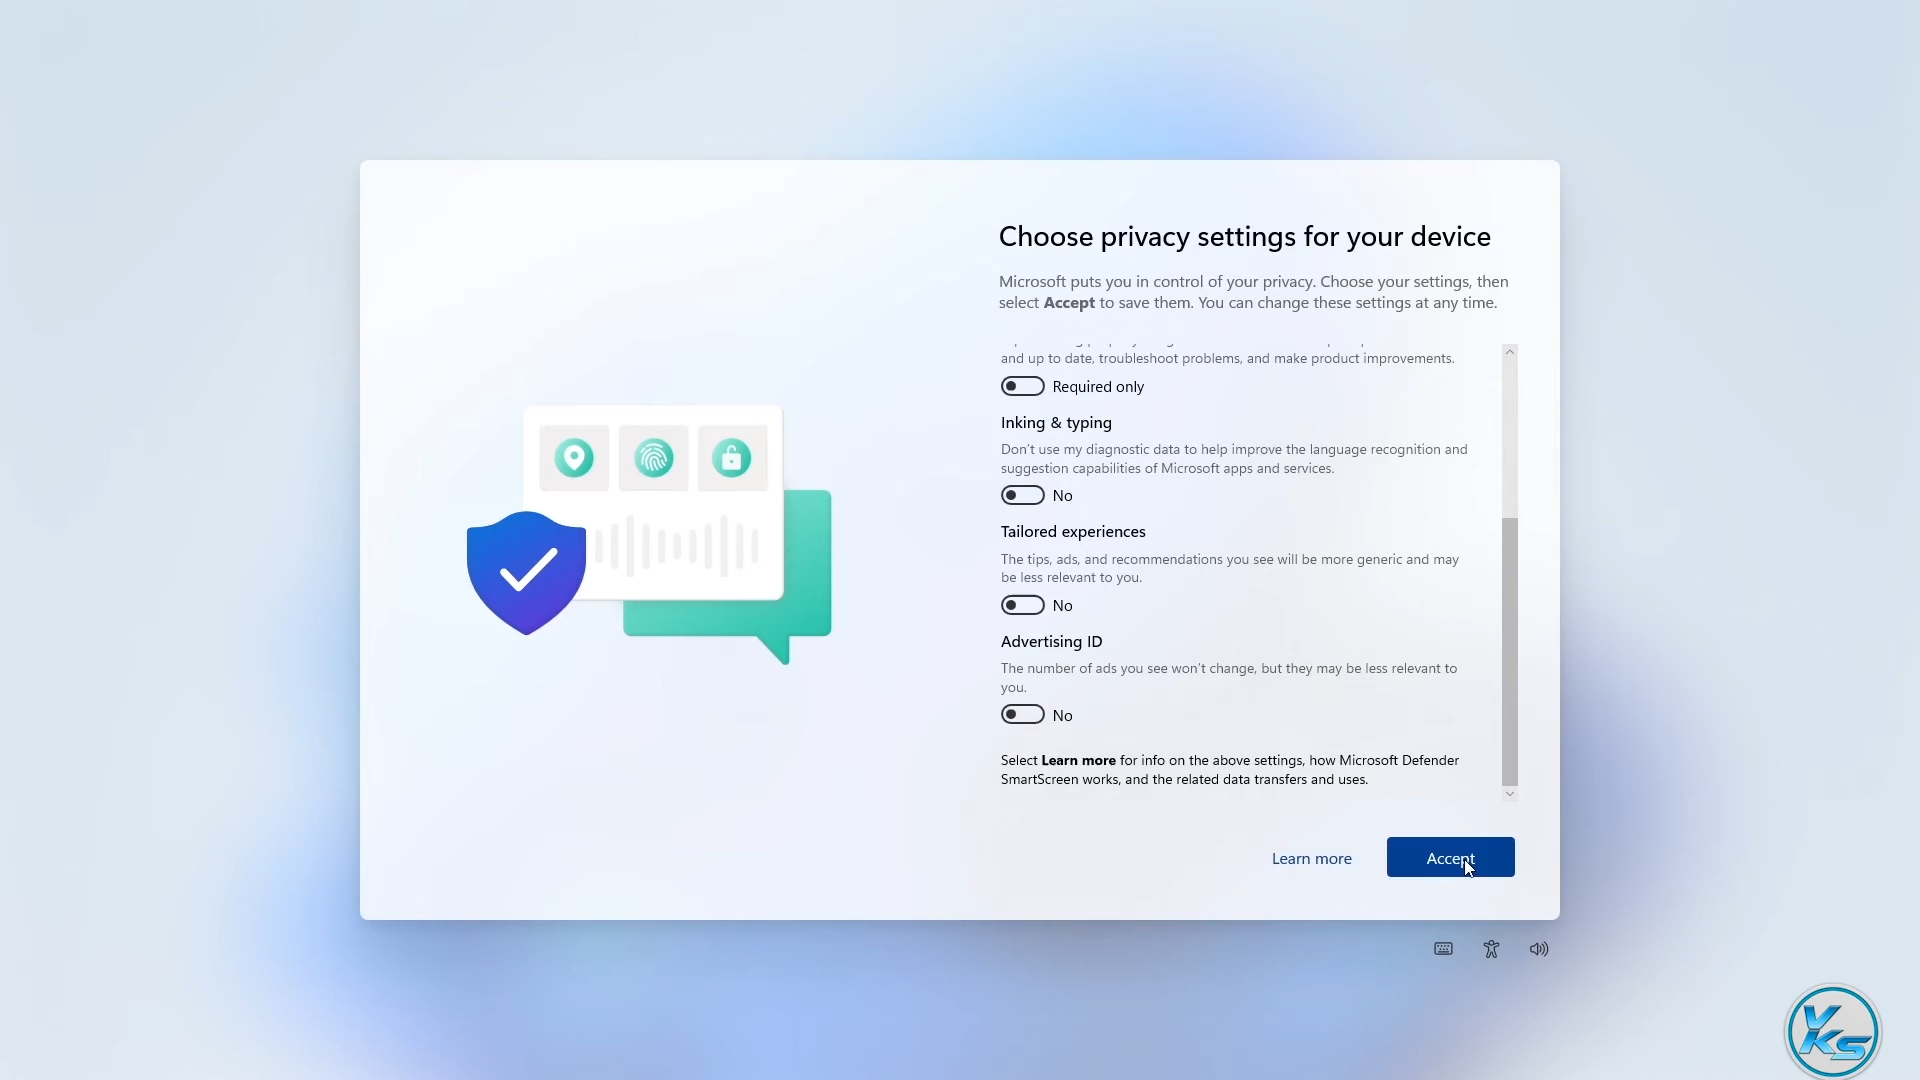 Choose privacy settings for your device
Microsoft puts you in control of your privacy. Choose your settings, then
select Accept to save them. You can change these settings at any time.
and up to date, troubleshoot problems, and make product improvements.
Required only
Inking & typing
Don't use my diagnostic data to help improve the language recognition and
suggestion capabilities of Microsoft apps and services.
No
Tailored experiences
The tips, ads, and recommendations you see will be more generic and may
be less relevant to you.
No
Advertising ID
The number of ads you see won't change, but they may be less relevant to
you.
No
Select Learn more for info on the above settings, how Microsoft Defender
SmartScreen works, and the related data transfers and uses.
Learn more
Accept
VKS